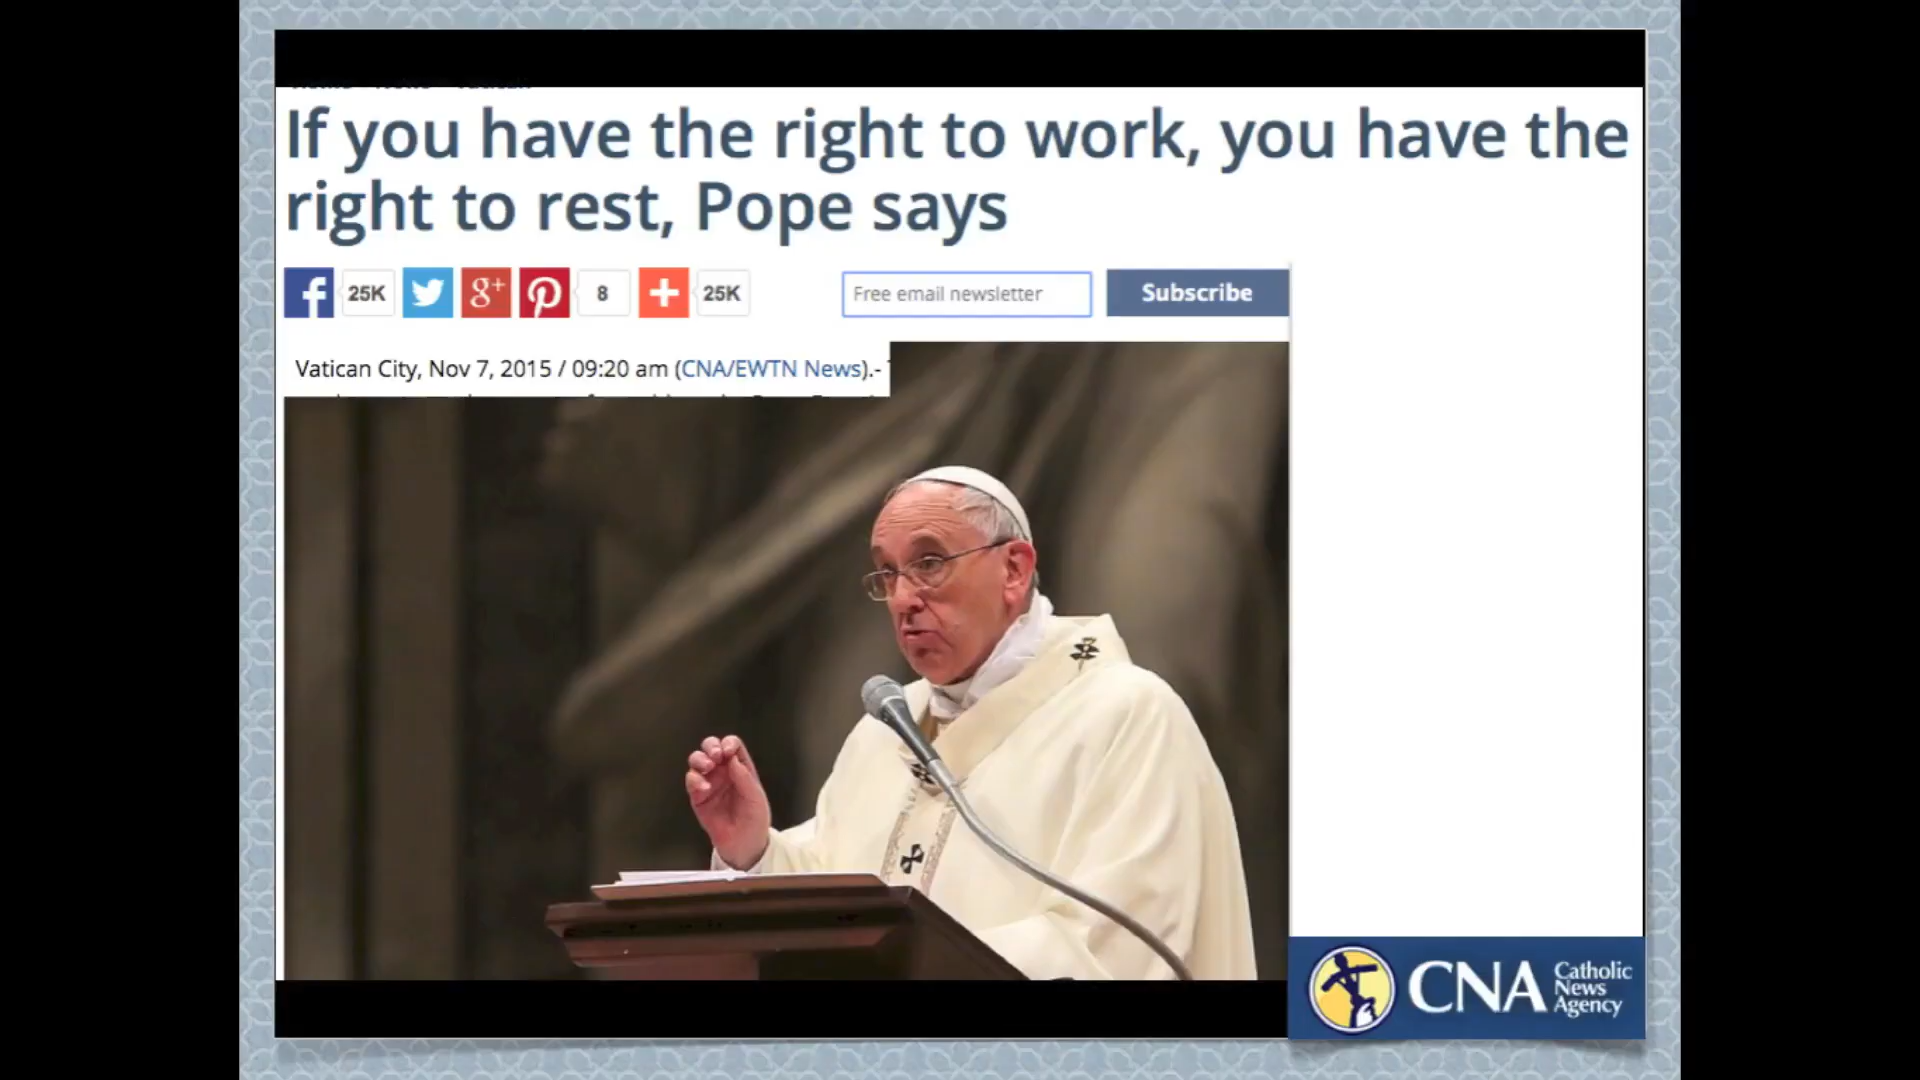 If you have the right to work, you have the
right to rest, Pope says
25K
g+
8
25K
Free email newsletter
Subscribe
Vatican City, Nov 7, 2015 / 09:20 am (CNA/EWTN News).-
CNA Catholic
News
Agency